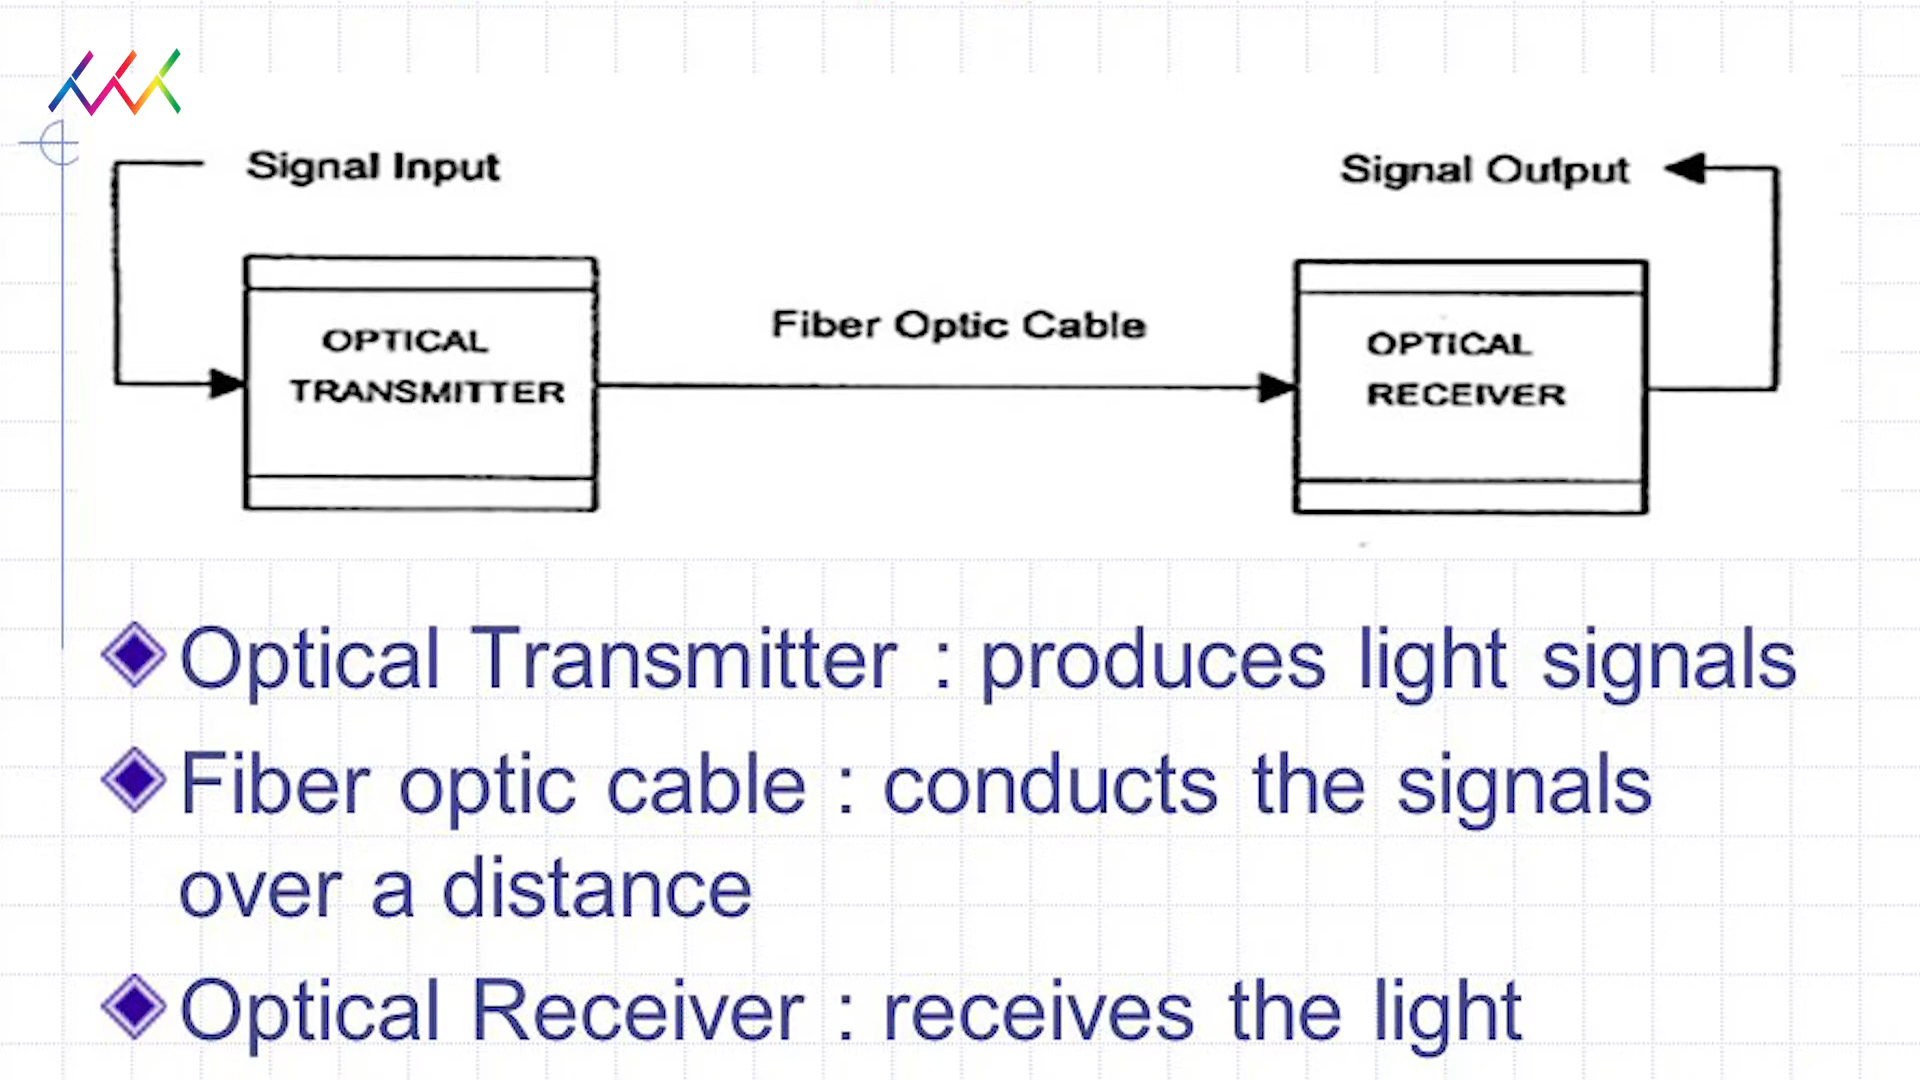 Signal Input
Signal Output
Fiber Optic Cable
OPTICAL
TRANSMITTER
OPTICAL
RECEIVER
Optical Transmitter : produces light signals
Fiber optic cable : conducts the signals
over a distance
Optical Receiver : receives the light